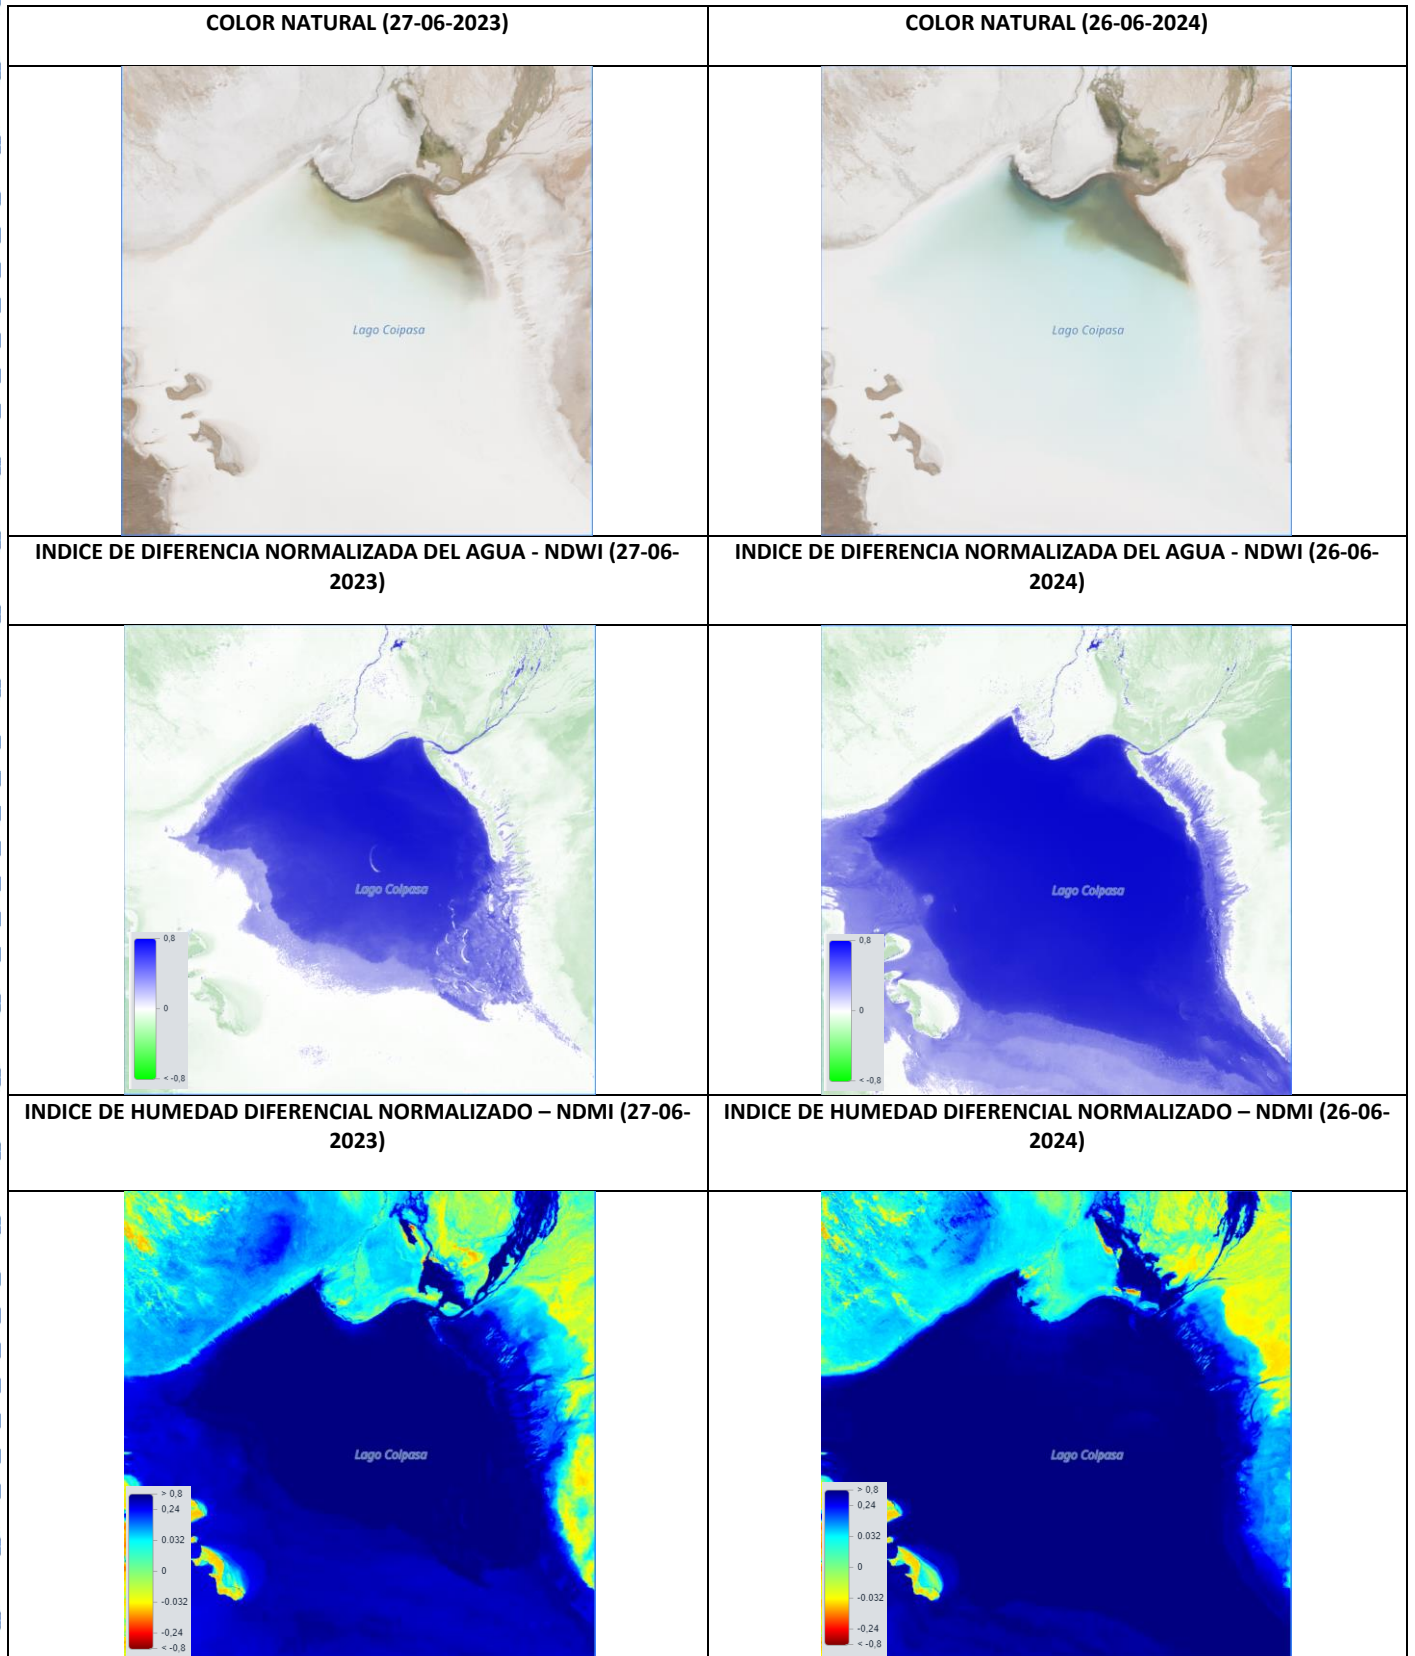 COLOR NATURAL (27-06-2023)
COLOR NATURAL (26-06-2024)
Lago Coipasa
Lago Coipasa
INDICE DE DIFERENCIA NORMALIZADA DEL AGUA - NDWI (27-06-
2023)
INDICE DE DIFERENCIA NORMALIZADA DEL AGUA - NDWI (26-06-
2024)
Lago Coipasa
0,8
0
< -0,8
Lago Coipasa
0,8
0
< -0,8
INDICE DE HUMEDAD DIFERENCIAL NORMALIZADO – NDMI (27-06-
2023)
INDICE DE HUMEDAD DIFERENCIAL NORMALIZADO – NDMI (26-06-
2024)
Lago Coipasa
> 0,8
0,24
0.032
0
-0.032
-0,24
< -0,8
Lago Coipasa
> 0,8
0,24
0.032
0
-0.032
-0,24
< -0,8